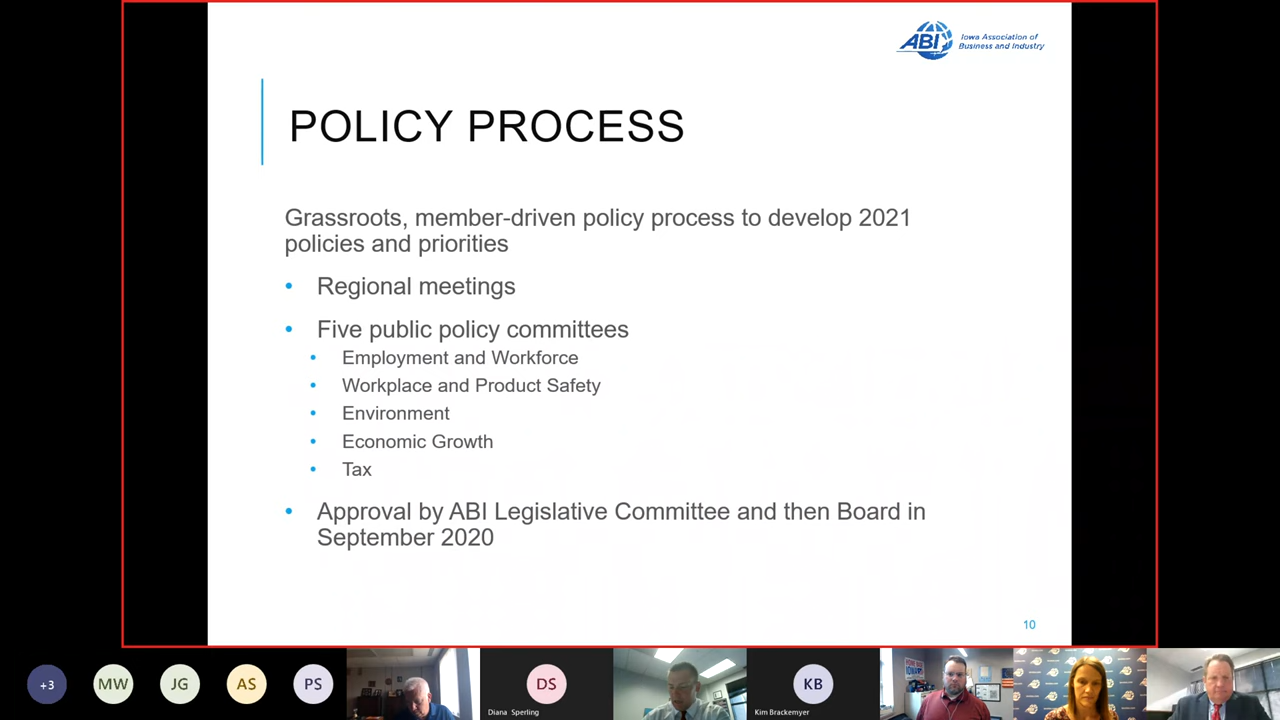 ABI
Iowa Association of
Business and Industry
POLICY PROCESS
Grassroots, member-driven policy process to develop 2021
policies and priorities
• Regional meetings
• Five public policy committees
• Employment and Workforce
• Workplace and Product Safety
• Environment
• Economic Growth
• Tax
• Approval by ABI Legislative Committee and then Board in
September 2020
10
+3
MW
JG
AS
PS
DS
Diana Sperling
KB
Kim Brackemyer